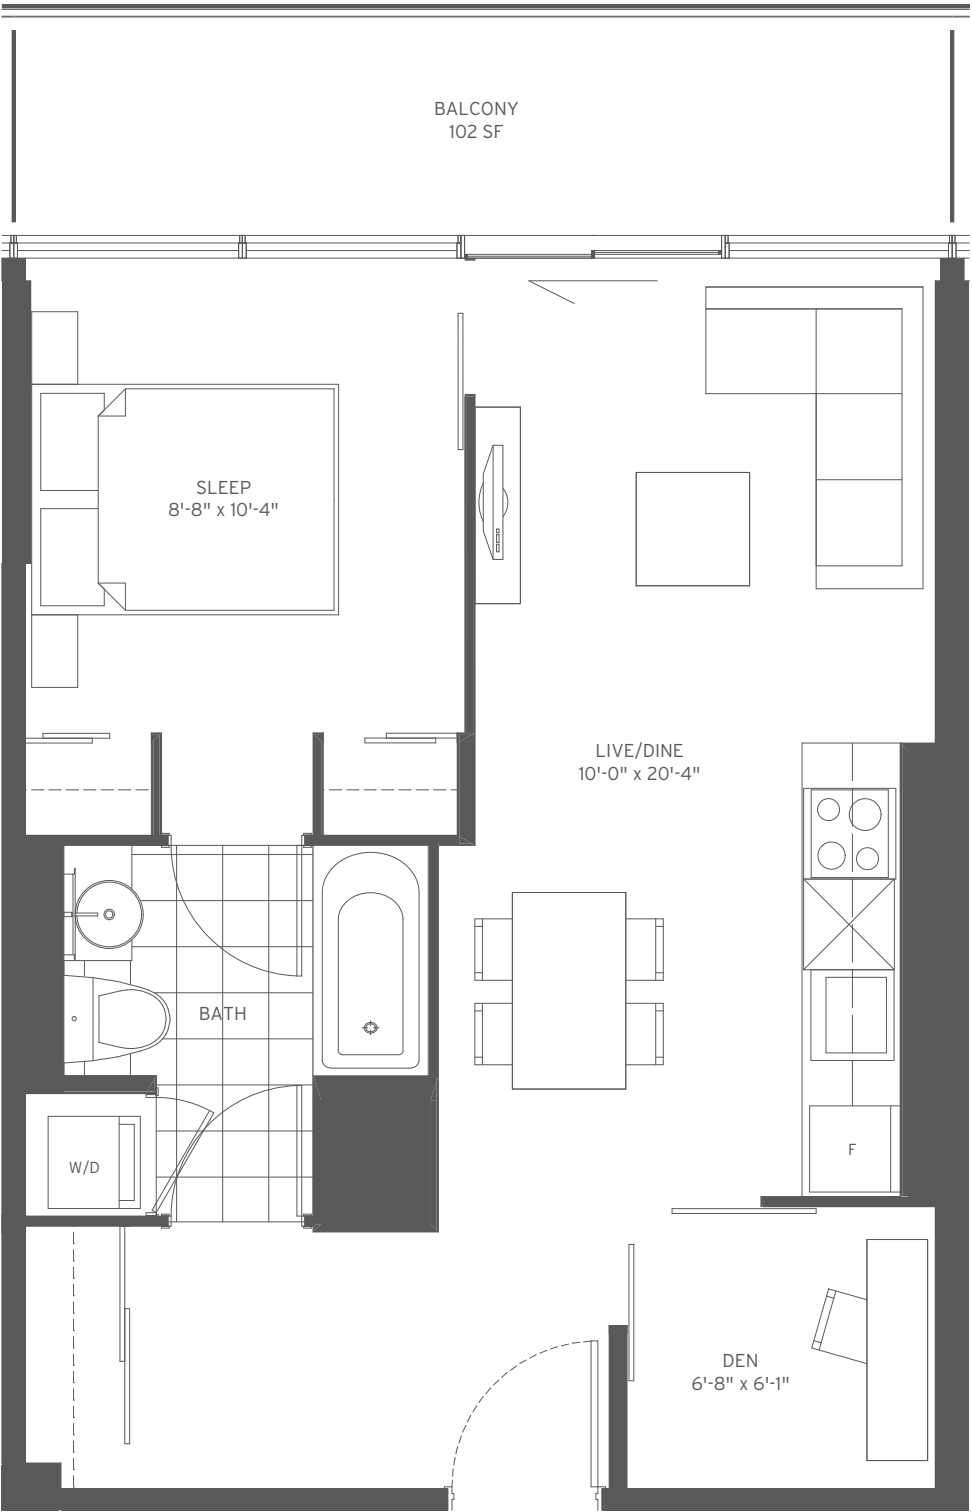 BALCONY
102 SF
SLEEP
8'-8" x 10'-4"
LIVE/DINE
10'-0" x 20'-4"
BATH
W/D
F
DEN
6'-8" x 6'-1"